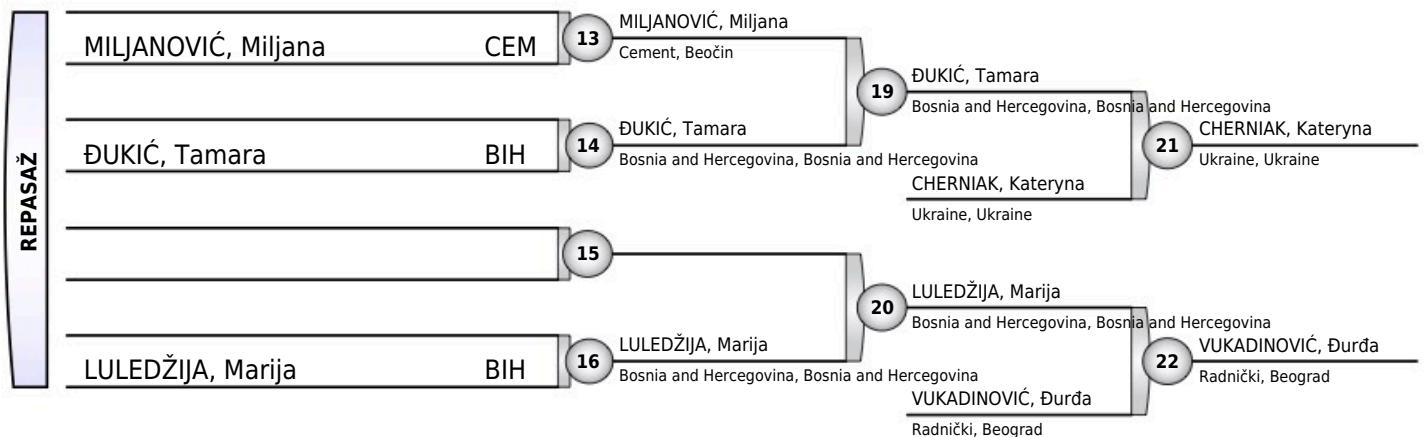 REPASAŽ
MILJANOVIĆ, Miljana CEM
13
MILJANOVIĆ, Miljana
Cement, Beočin
ĐUKIĆ, Tamara BIH
14
ĐUKIĆ, Tamara
Bosnia and Hercegovina, Bosnia and Hercegovina
19
ĐUKIĆ, Tamara
Bosnia and Hercegovina, Bosnia and Hercegovina
CHERNIAK, Kateryna
Ukraine, Ukraine
21
CHERNIAK, Kateryna
Ukraine, Ukraine
15
LULEDŽIJA, Marija BIH
16
LULEDŽIJA, Marija
Bosnia and Hercegovina, Bosnia and Hercegovina
20
LULEDŽIJA, Marija
Bosnia and Hercegovina, Bosnia and Hercegovina
VUKADINOVIĆ, Đurđa
Radnički, Beograd
22
VUKADINOVIĆ, Đurđa
Radnički, Beograd